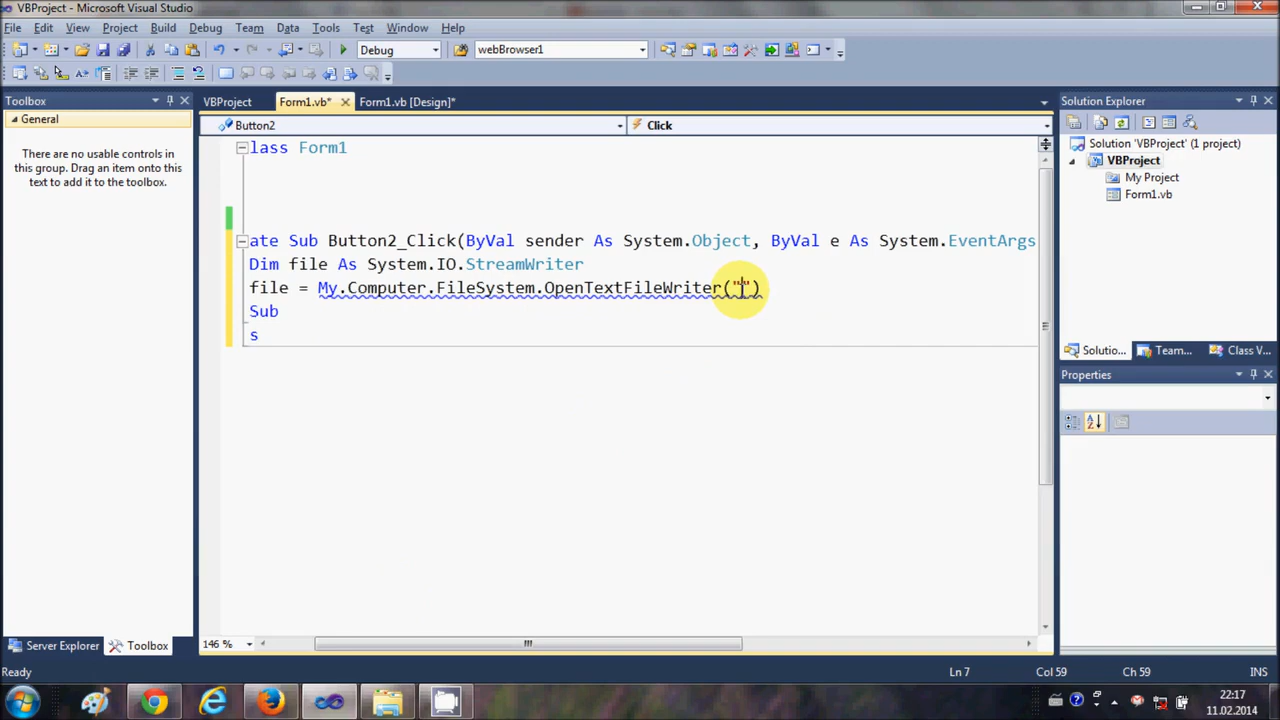 VBProject - Microsoft Visual Studio
File Edit View Project Build Debug Team Data Tools Test Window Help
Debug webBrowser1
Toolbox
VBProject Form1.vb* Form1.vb [Design]*
Solution Explorer
General
Button2 Click
There are no usable controls in
this group. Drag an item onto this
text to add it to the toolbox.
lass Form1
ate Sub Button2_Click(ByVal sender As System.Object, ByVal e As System.EventArgs
Dim file As System.IO.StreamWriter
file = My.Computer.FileSystem.OpenTextFileWriter("")
Sub
s
Solution 'VBProject' (1 project)
VBProject
My Project
Form1.vb
Solutio... Team... Class V...
Properties
146 %
Server Explorer Toolbox
Ready Ln 7 Col 59 Ch 59 INS
22:17
11.02.2014